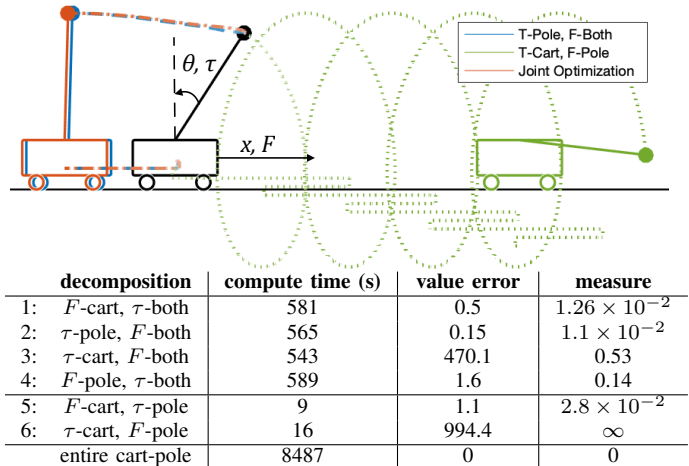 θ, τ
T-Pole, F-Both
T-Cart, F-Pole
Joint Optimization
x, F
decomposition compute time (s) value error measure
1: F-cart, τ-both 581 0.5 1.26 × 10⁻²
2: τ-pole, F-both 565 0.15 1.1 × 10⁻²
3: τ-cart, F-both 543 470.1 0.53
4: F-pole, τ-both 589 1.6 0.14
5: F-cart, τ-pole 9 1.1 2.8 × 10⁻²
6: τ-cart, F-pole 16 994.4 ∞
entire cart-pole 8487 0 0